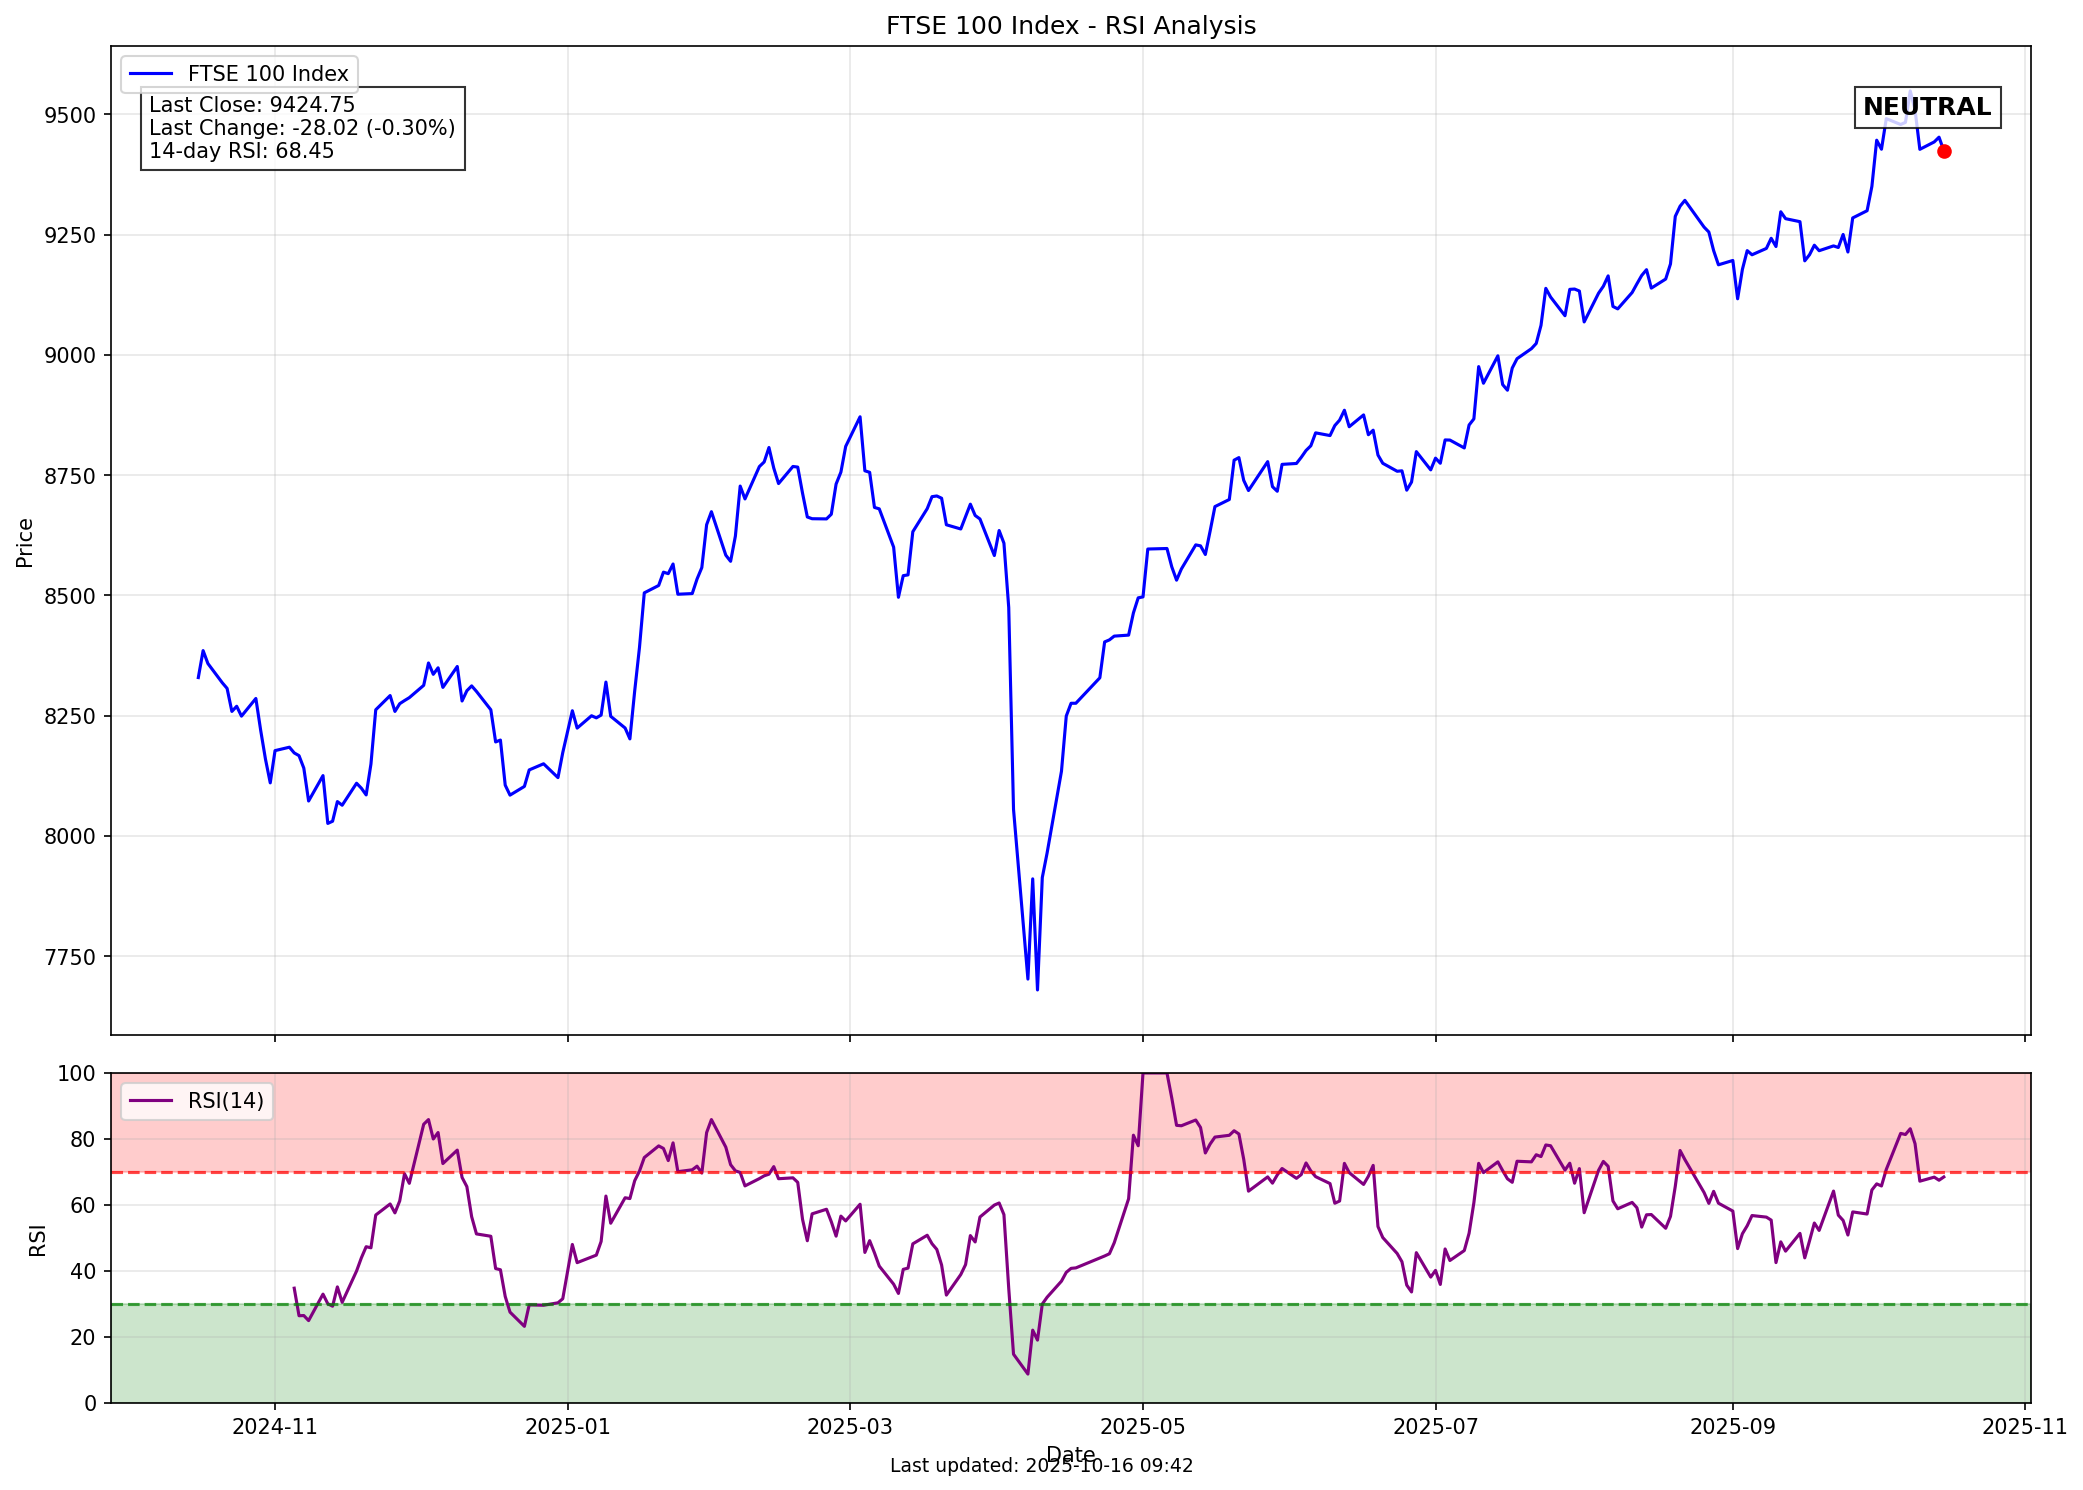 FTSE 100 Index - RSI Analysis
FTSE 100 Index
Last Close: 9424.75
Last Change: -28.02 (-0.30%)
14-day RSI: 68.45
NEUTRAL
Price
9500
9250
9000
8750
8500
8250
8000
7750
RSI(14)
RSI
100
80
60
40
20
0
2024-11
2025-01
2025-03
2025-05
2025-07
2025-09
2025-11
Date
Last updated: 2025-10-16 09:42